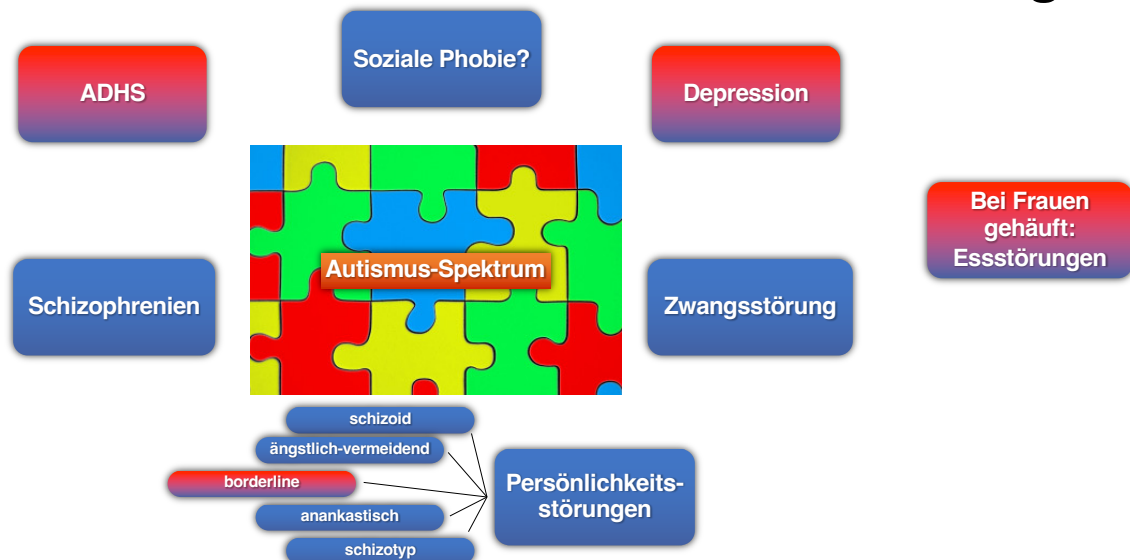 Soziale Phobie?
ADHS
Depression
Bei Frauen
gehäuft:
Essstörungen
Autismus-Spektrum
Schizophrenien
Zwangsstörung
schizoid
ängstlich-vermeidend
borderline
anankastisch
schizotyp
Persönlichkeits-
störungen